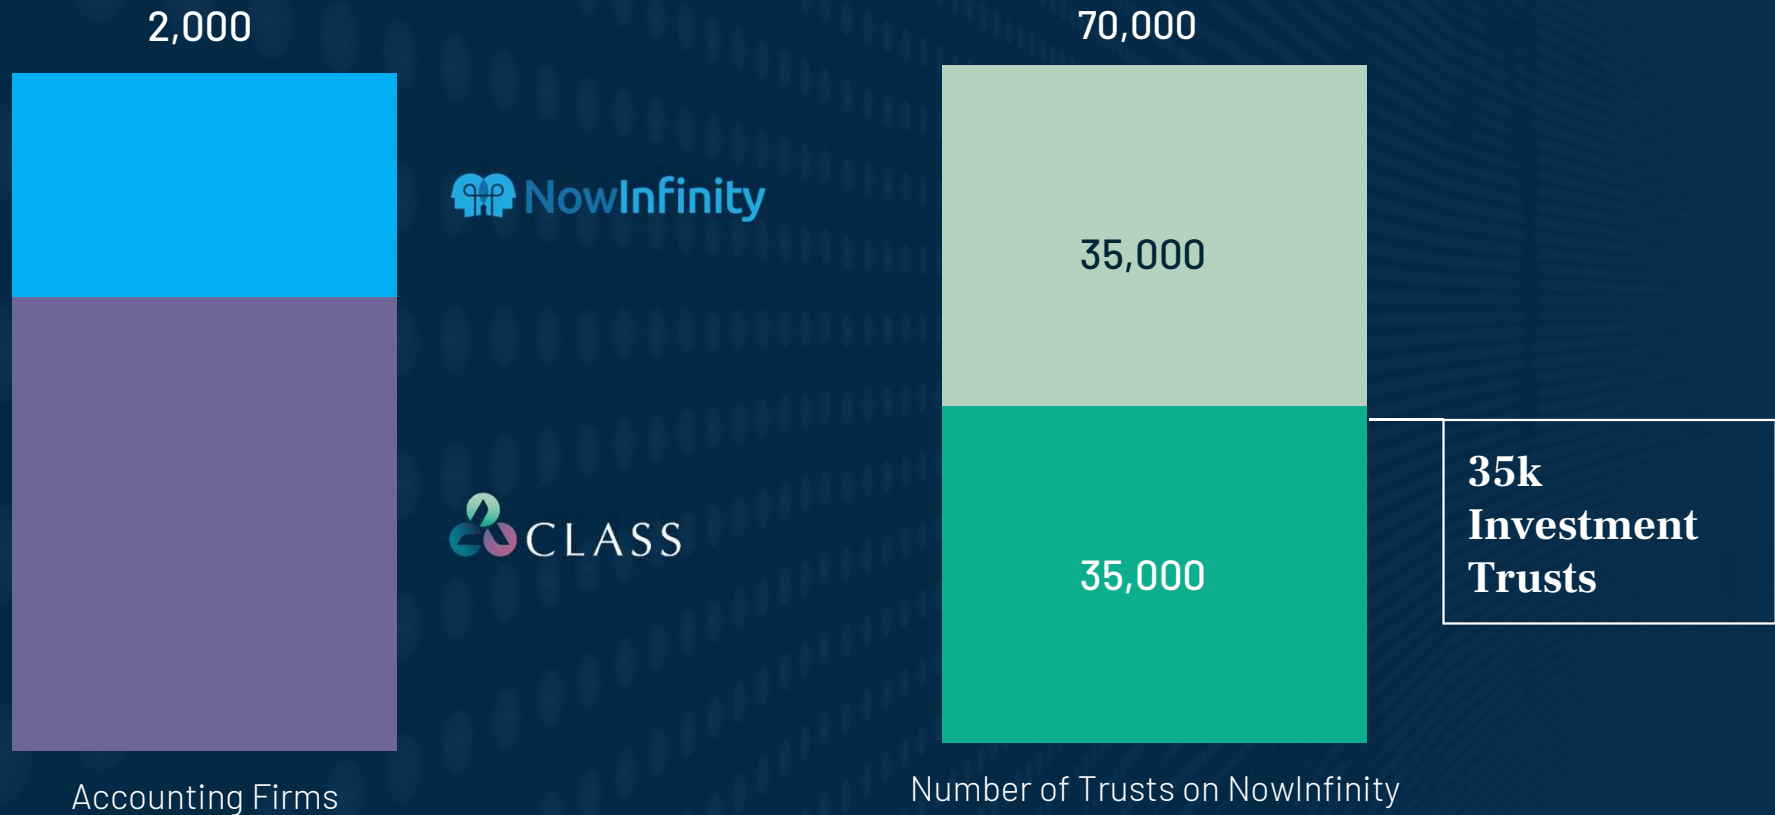 2,000
NowInfinity
CLASS
Accounting Firms
70,000
35,000
35,000
Number of Trusts on NowInfinity
35k
Investment
Trusts